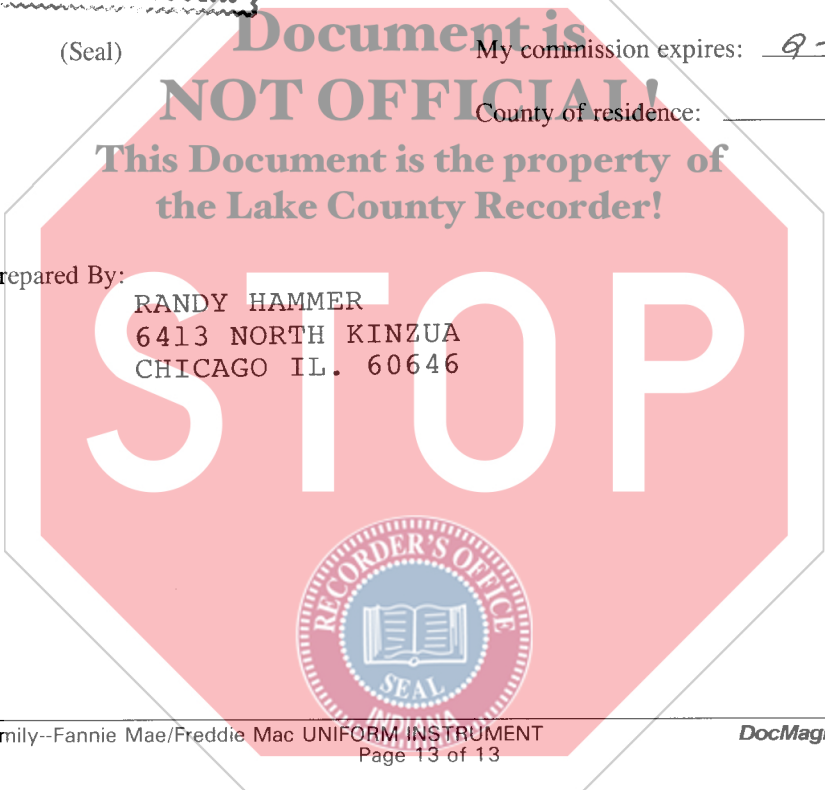 (Seal)
Document is
My commission expires: 9-
NOT OFFICIAL!
County of residence:
This Document is the property of
the Lake County Recorder!
repared By:
RANDY HAMMER
6413 NORTH KINZUA
CHICAGO IL. 60646
STOP
RECORDER'S OFFICE
SEAL
INDIANA
mily--Fannie Mae/Freddie Mac UNIFORM INSTRUMENT
DocMag
Page 13 of 13